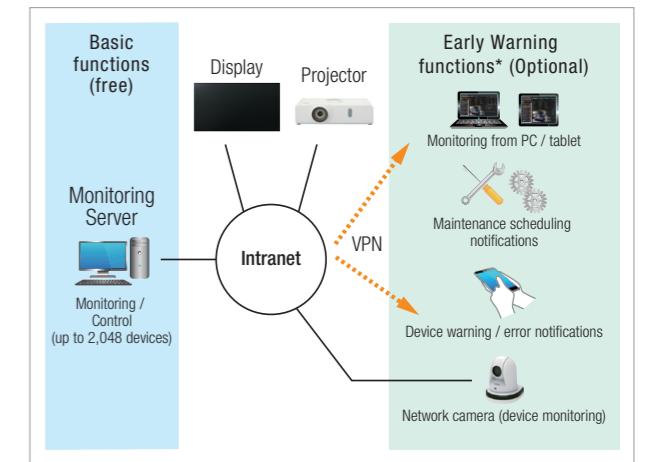 Basic
functions
(free)
Display
Projector
Early Warning
functions* (Optional)
Monitoring from PC / tablet
Maintenance scheduling
notifications
Monitoring
Server
Intranet
VPN
Monitoring /
Control
(up to 2,048 devices)
Device warning / error notifications
Network camera (device monitoring)